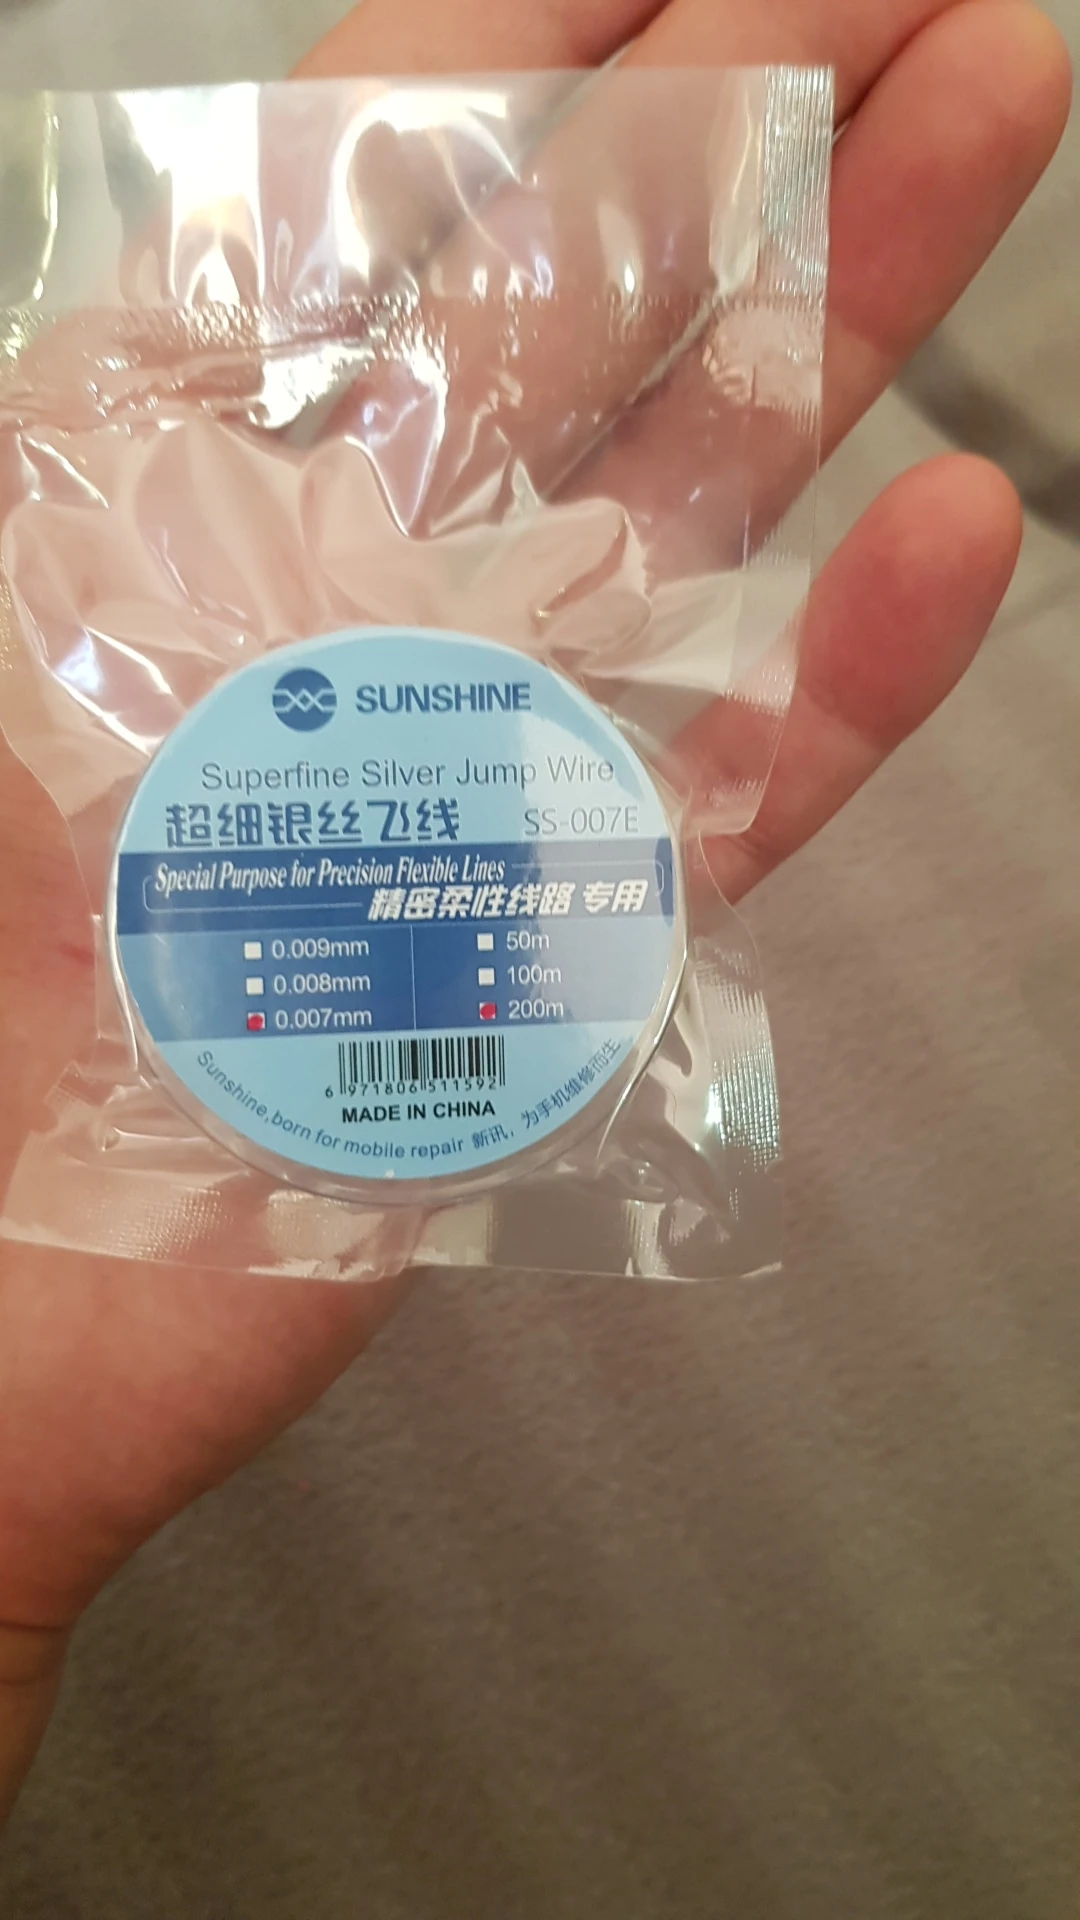 SUNSHINE
Superfine Silver Jump Wire
超细银丝飞线 SS-007E
Special Purpose for Precision Flexible Lines
精密柔性线路 专用
0.009mm 50m
0.008mm 100m
0.007mm 200m
6 971806 511592
MADE IN CHINA
Sunshine,born for mobile repair 新讯，为手机维修而生